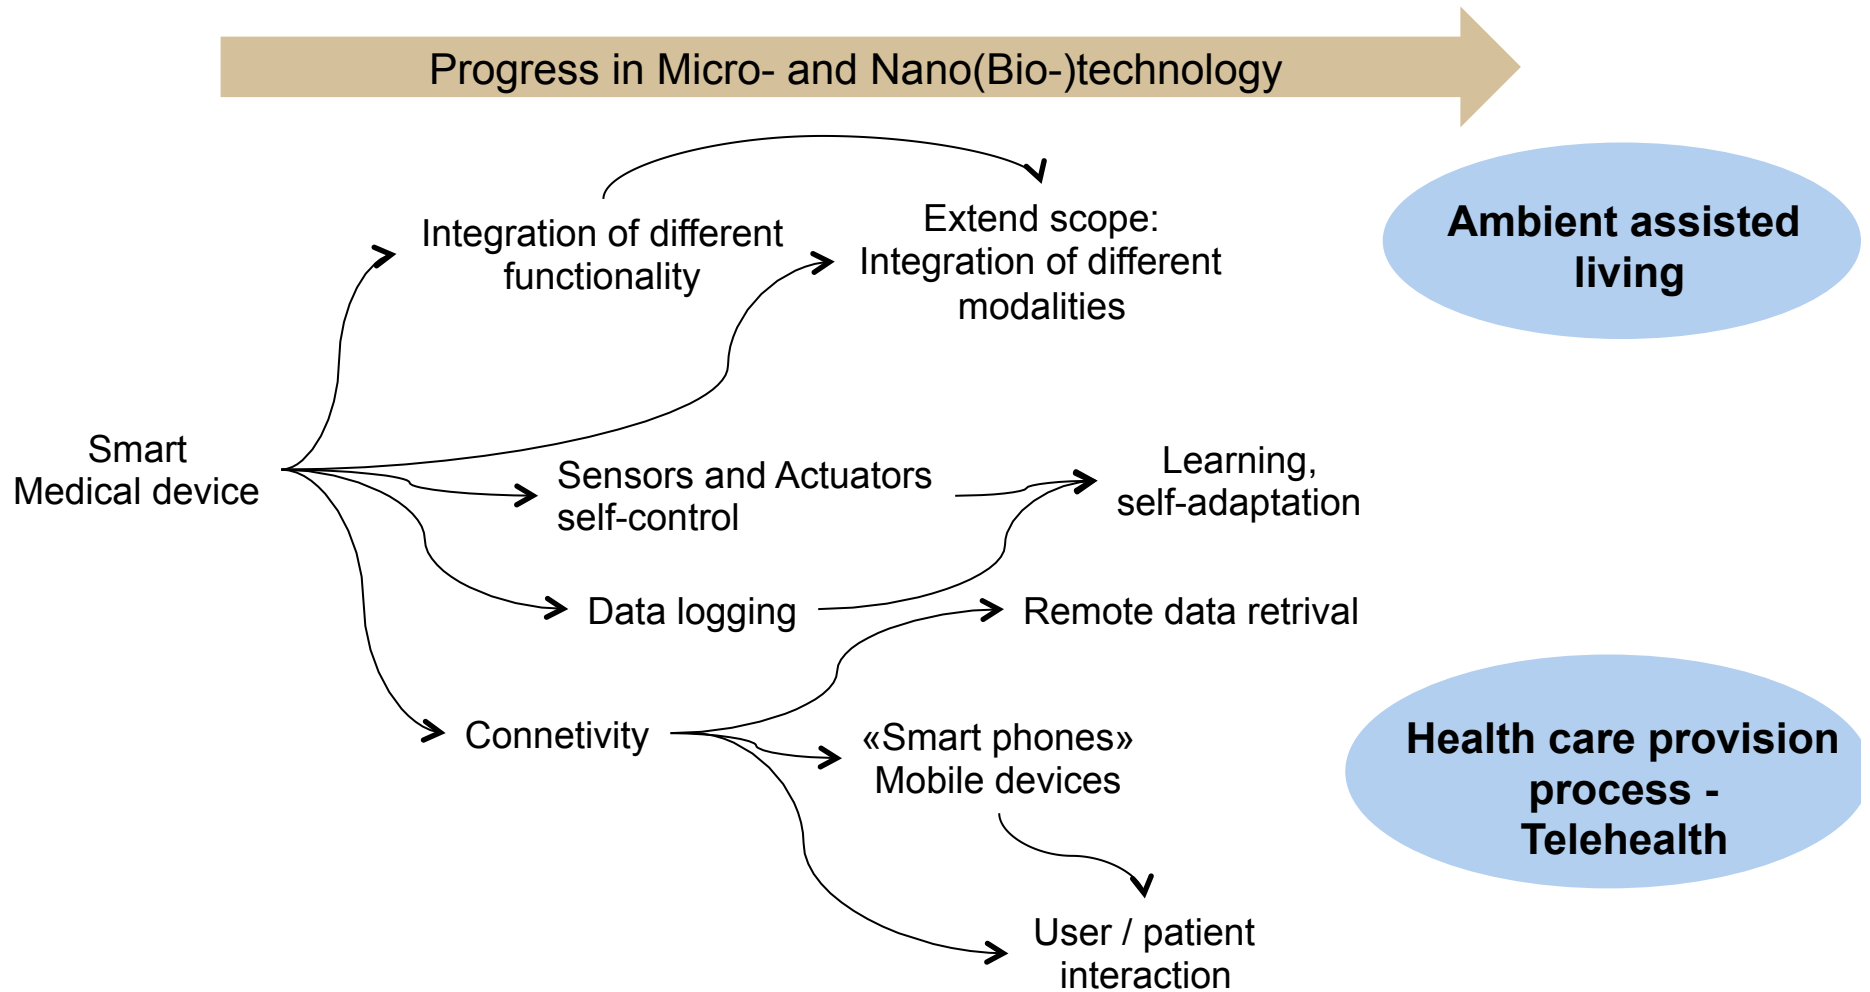 Progress in Micro- and Nano(Bio-)technology
Integration of different
functionality
Extend scope:
Integration of different
modalities
Ambient assisted
living
Smart
Medical device
Sensors and Actuators
self-control
Learning,
self-adaptation
Data logging
Remote data retrival
Connetivity
«Smart phones»
Mobile devices
Health care provision
process -
Telehealth
User / patient
interaction